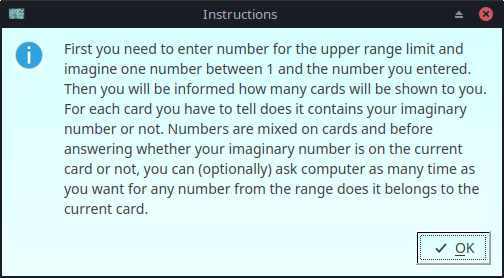 Instructions
First you need to enter number for the upper range limit and
imagine one number between 1 and the number you entered.
Then you will be informed how many cards will be shown to you.
For each card you have to tell does it contains your imaginary
number or not. Numbers are mixed on cards and before
answering whether your imaginary number is on the current
card or not, you can (optionally) ask computer as many time as
you want for any number from the range does it belongs to the
current card.
OK